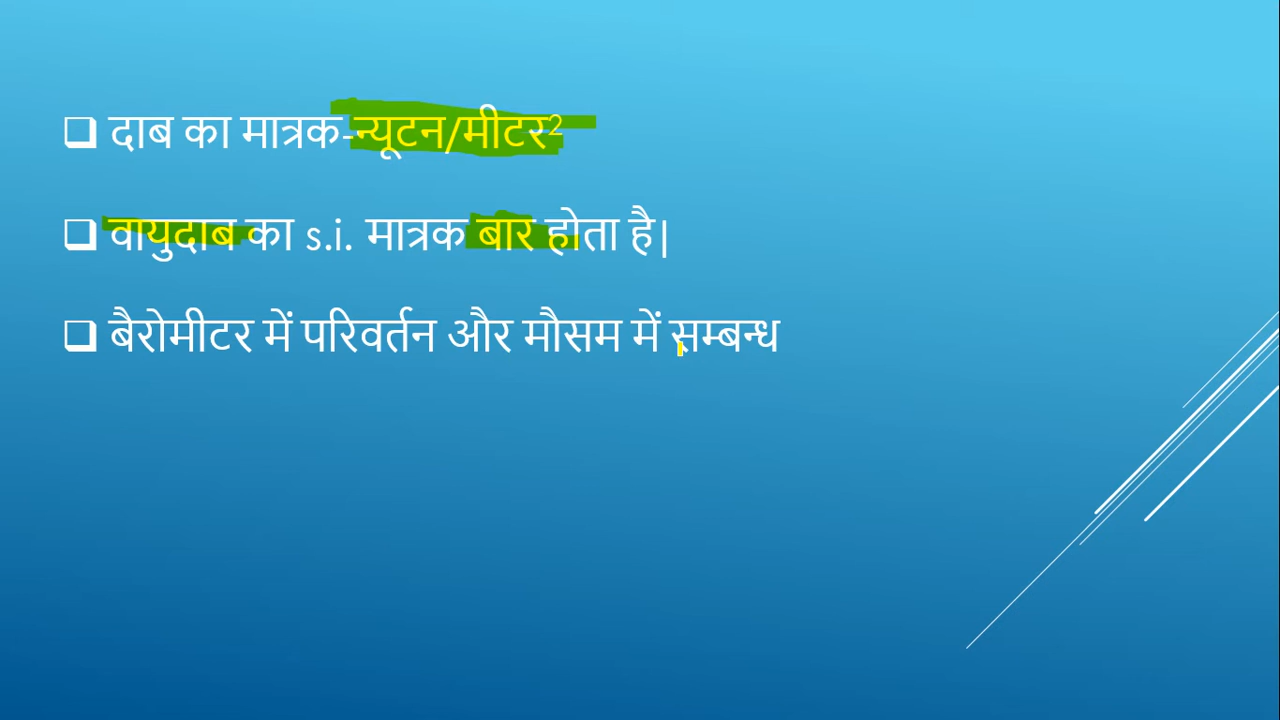 दाब का मात्रक-न्यूटन/मीटर²
वायुदाब का s.i. मात्रक बार होता है|
बैरोमीटर में परिवर्तन और मौसम में सम्बन्ध